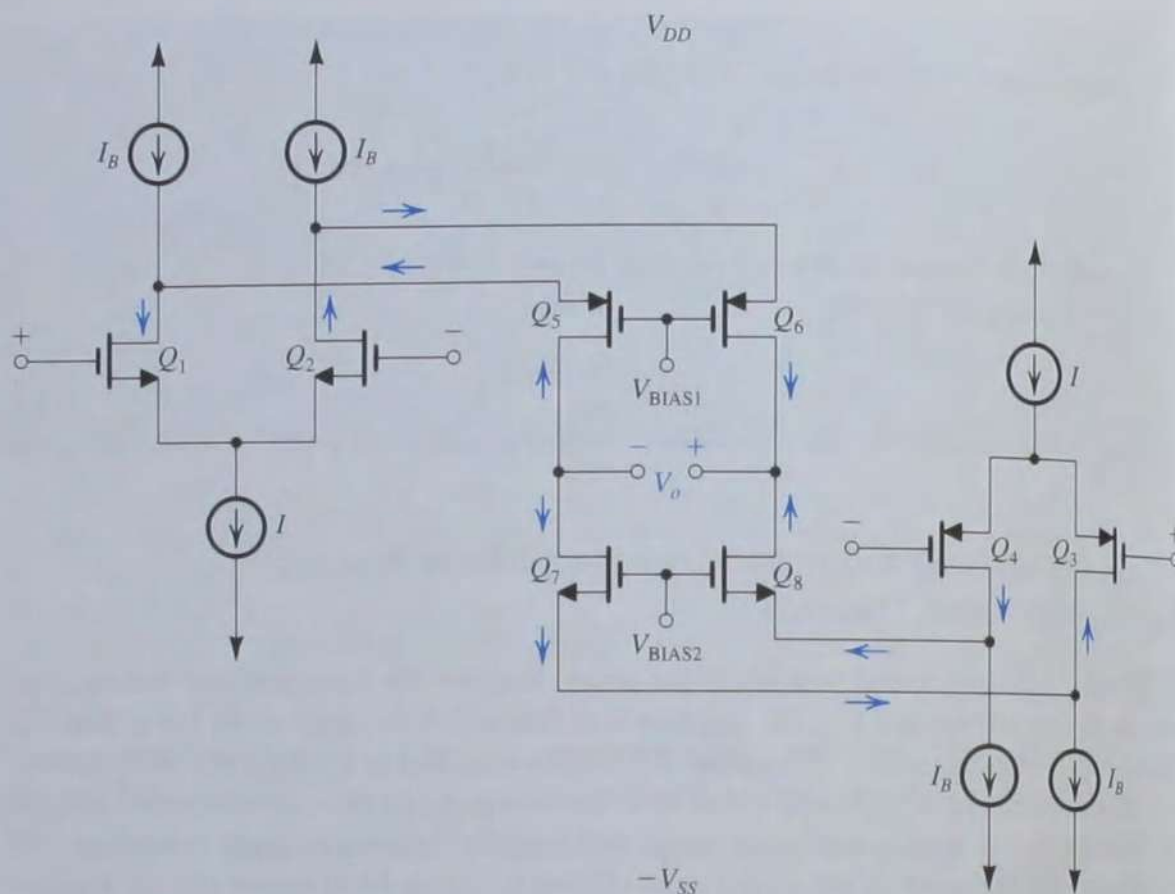 V_DD
I_B
I_B
Q_5
Q_6
+
Q_1
Q_2
−
V_BIAS1
I
− V_o +
I
−
Q_4
Q_3
+
Q_7
Q_8
V_BIAS2
I_B
I_B
−V_SS